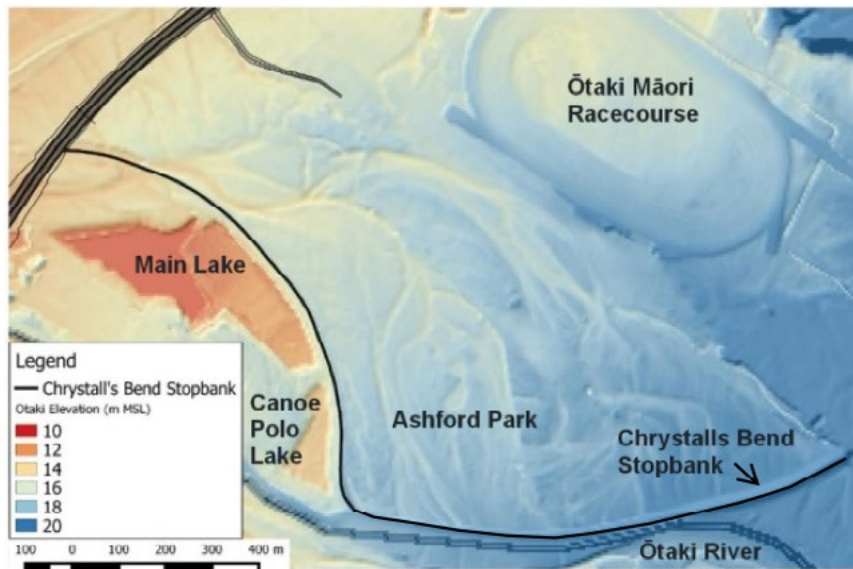 Ōtaki Māori
Racecourse
Main Lake
Canoe
Polo
Lake
Ashford Park
Chrystalls Bend
Stopbank
Ōtaki River
Legend
Chrystall's Bend Stopbank
Otaki Elevation (m MSL)
10
12
14
16
18
20
100 0 100 200 300 400 m